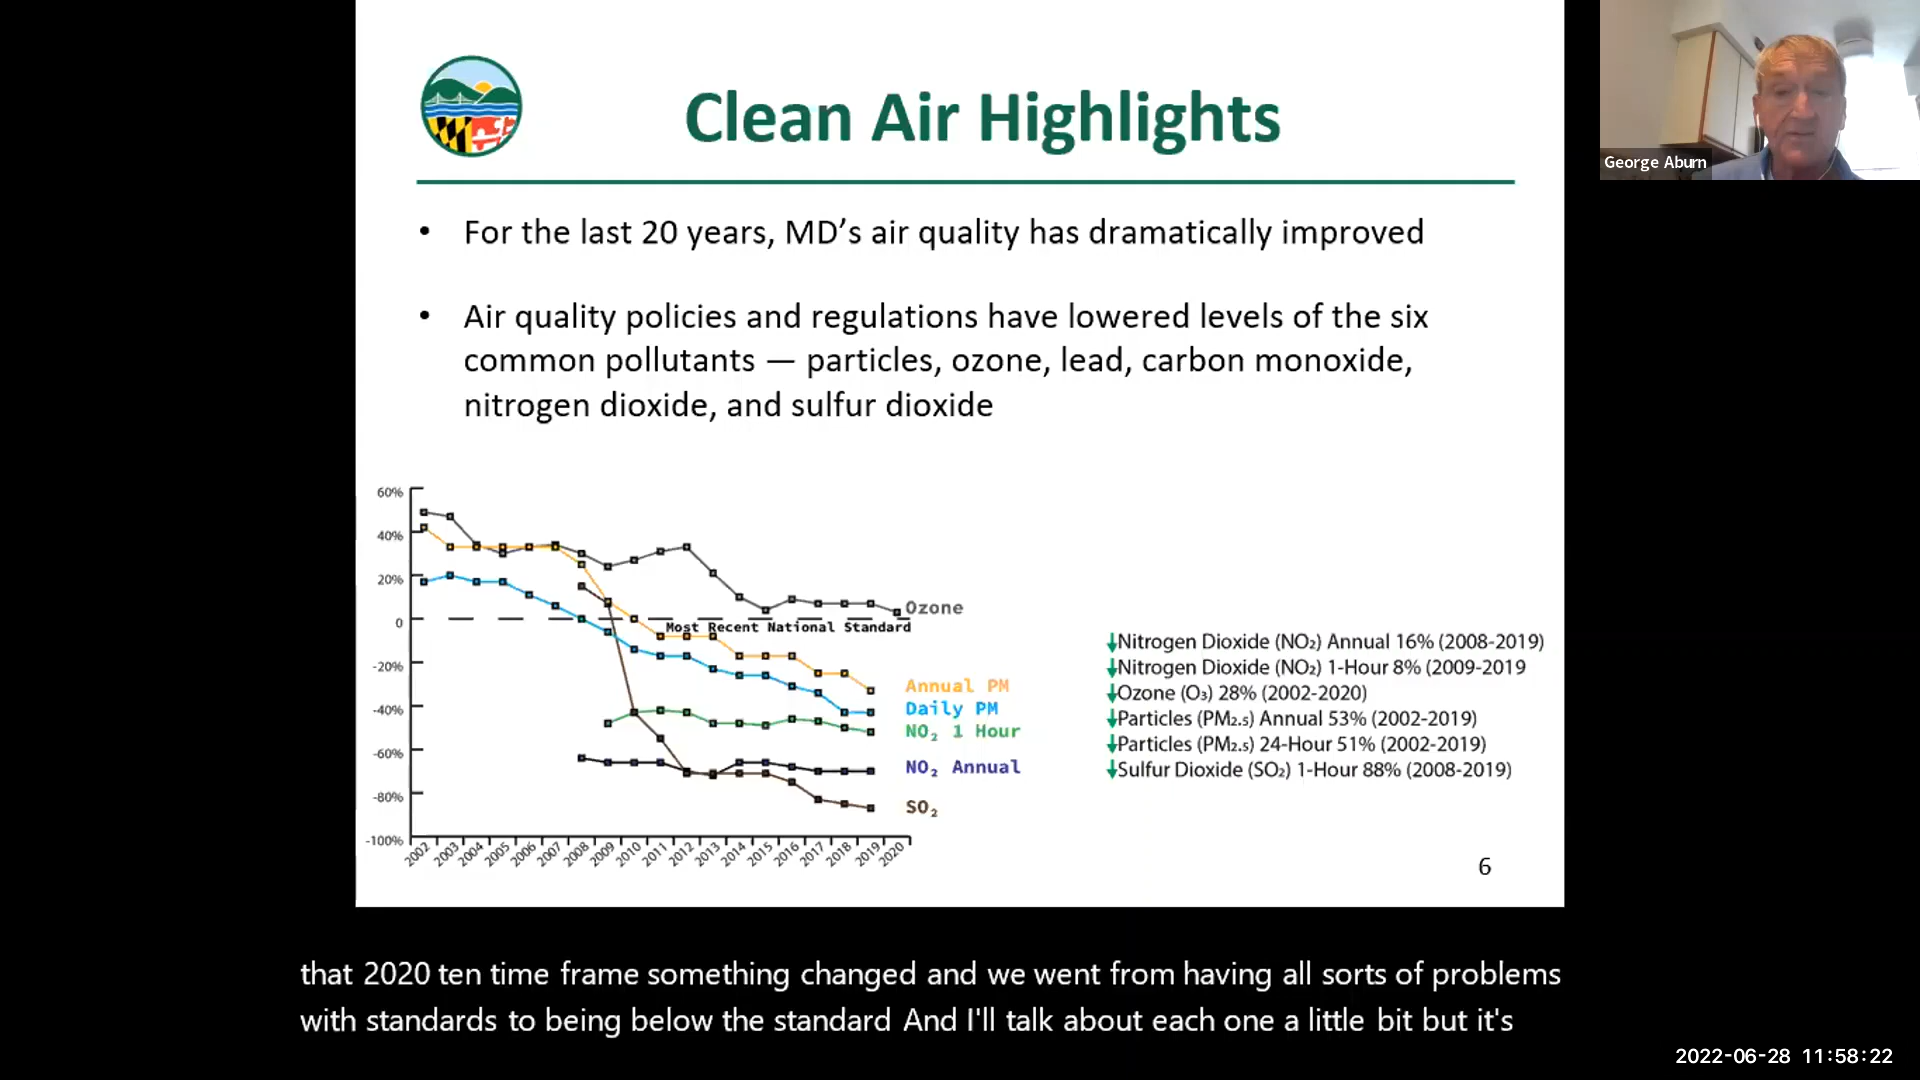 Clean Air Highlights
George Aburn
• For the last 20 years, MD’s air quality has dramatically improved
• Air quality policies and regulations have lowered levels of the six
common pollutants — particles, ozone, lead, carbon monoxide,
nitrogen dioxide, and sulfur dioxide
60%
40%
20%
0
-20%
-40%
-60%
-80%
-100%
Ozone
Most Recent National Standard
Annual PM
Daily PM
NO₂ 1 Hour
NO₂ Annual
SO₂
2002 2003 2004 2005 2006 2007 2008 2009 2010 2011 2012 2013 2014 2015 2016 2017 2018 2019 2020
↓Nitrogen Dioxide (NO₂) Annual 16% (2008-2019)
↓Nitrogen Dioxide (NO₂) 1-Hour 8% (2009-2019
↓Ozone (O₃) 28% (2002-2020)
↓Particles (PM₂.₅) Annual 53% (2002-2019)
↓Particles (PM₂.₅) 24-Hour 51% (2002-2019)
↓Sulfur Dioxide (SO₂) 1-Hour 88% (2008-2019)
6
that 2020 ten time frame something changed and we went from having all sorts of problems
with standards to being below the standard And I'll talk about each one a little bit but it's
2022-06-28 11:58:22